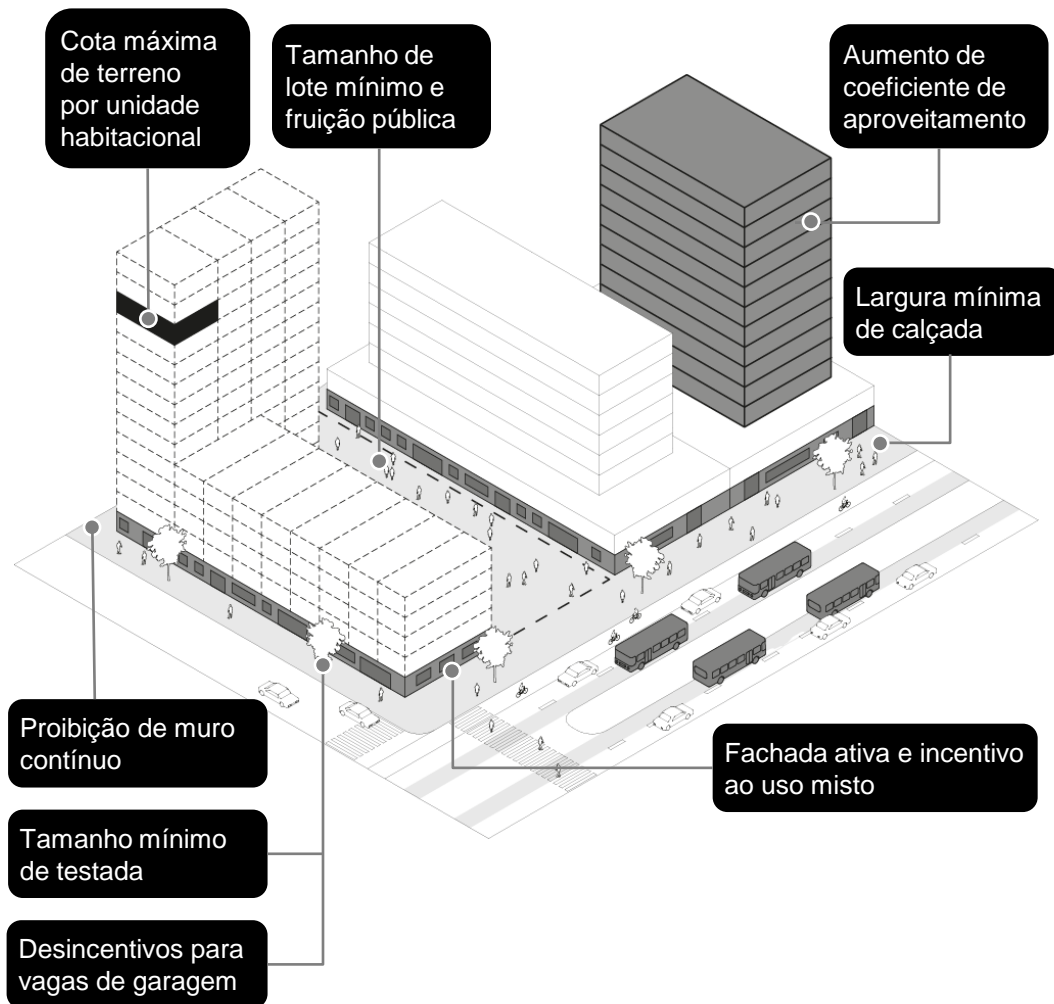 Cota máxima
de terreno
por unidade
habitacional
Tamanho de
lote mínimo e
fruição pública
Aumento de
coeficiente de
aproveitamento
Largura mínima
de calçada
Proibição de muro
contínuo
Fachada ativa e incentivo
ao uso misto
Tamanho mínimo
de testada
Desincentivos para
vagas de garagem